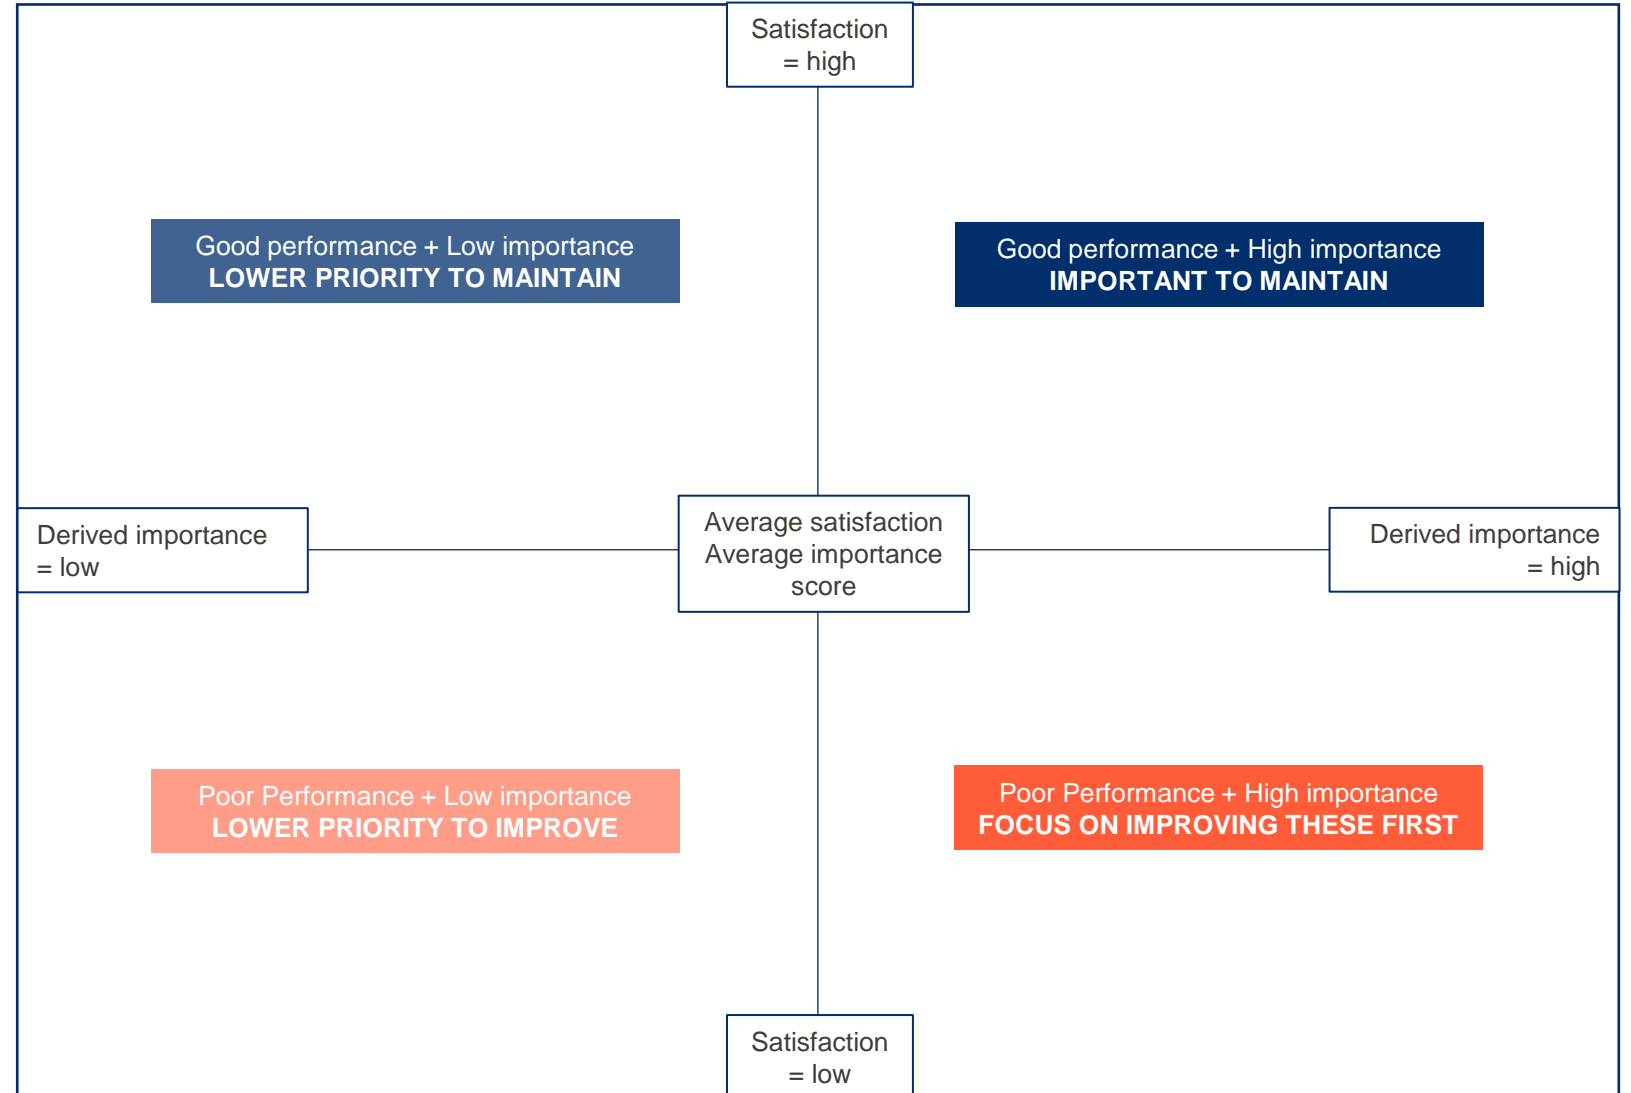 Satisfaction
= high
Good performance + Low importance
LOWER PRIORITY TO MAINTAIN
Good performance + High importance
IMPORTANT TO MAINTAIN
Derived importance
= low
Average satisfaction
Average importance
score
Derived importance
= high
Poor Performance + Low importance
LOWER PRIORITY TO IMPROVE
Poor Performance + High importance
FOCUS ON IMPROVING THESE FIRST
Satisfaction
= low